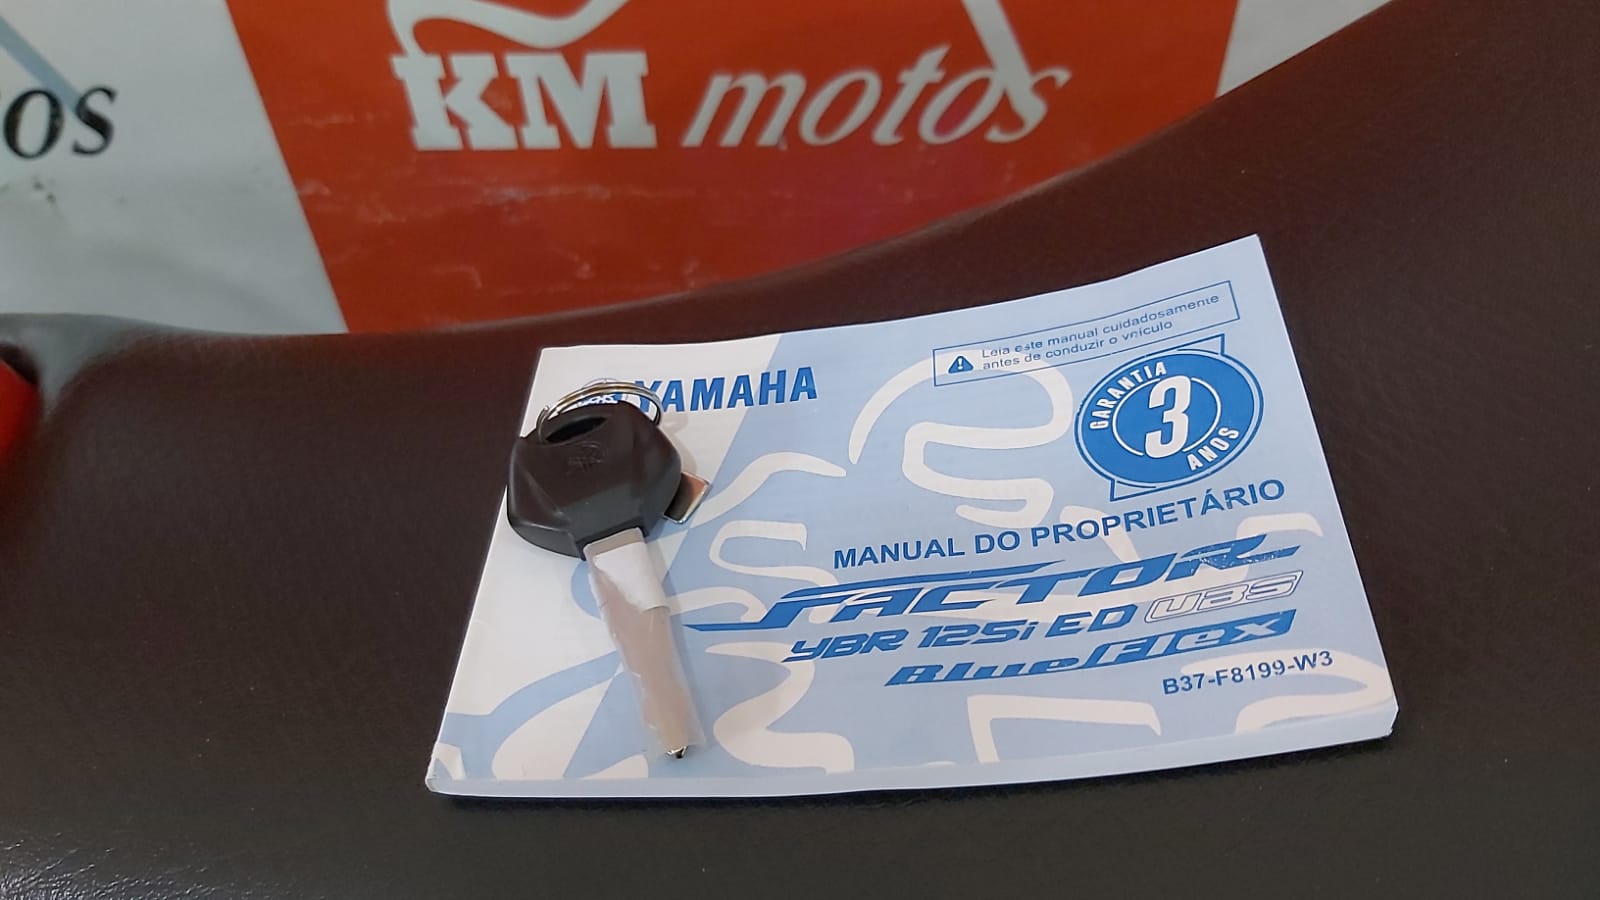 os
KM motos
YAMAHA
Leia este manual cuidadosamente
antes de conduzir o veículo
GARANTIA
3
ANOS
MANUAL DO PROPRIETÁRIO
FACTOR
YBR 125i ED UBS
BlueFlex
B37-F8199-W3